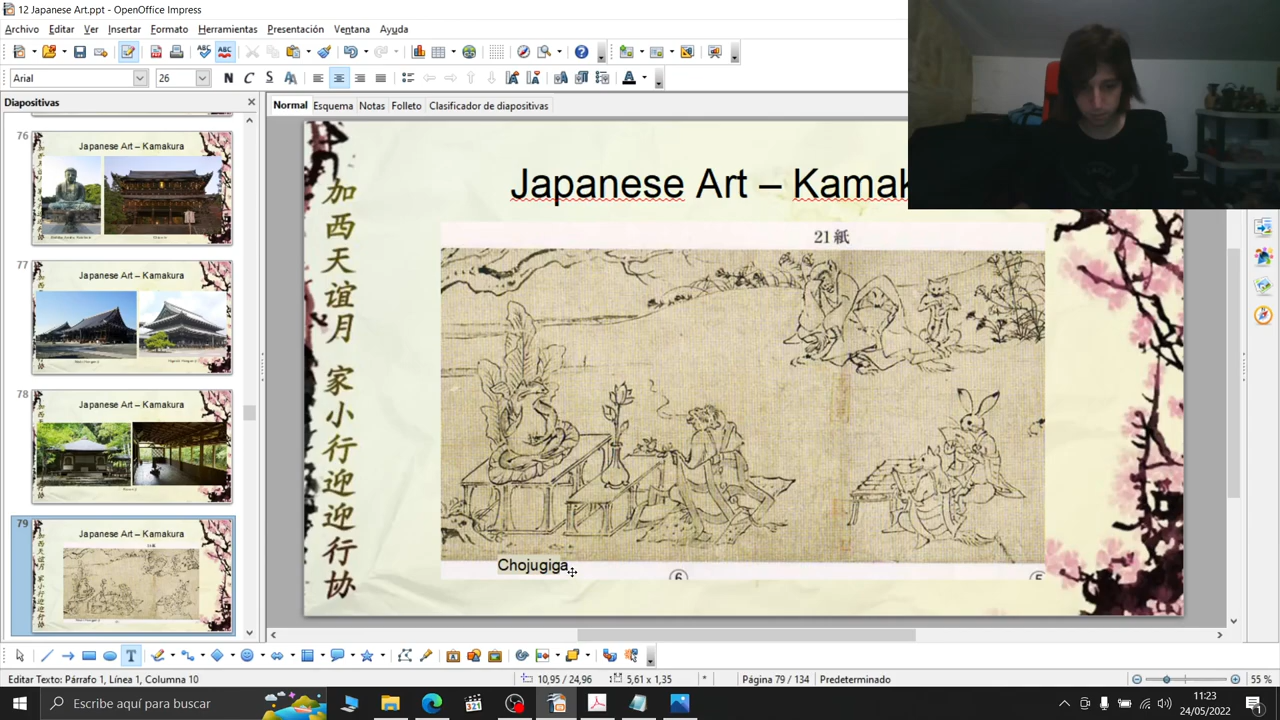 12 Japanese Art.ppt - OpenOffice Impress
Archivo Editar Ver Insertar Formato Herramientas Presentación Ventana Ayuda
Arial 26 N C S
Diapositivas
Normal Esquema Notas Folleto Clasificador de diapositivas
76
Japanese Art – Kamakura
77
Japanese Art – Kamakura
78
Japanese Art – Kamakura
79
Japanese Art – Kamakura
Japanese Art – Kamak
21紙
加
西
天
谊
月
家
小
行
迎
迎
行
协
Chojugiga
⑥
Editar Texto: Párrafo 1, Línea 1, Columna 10
10,95 / 24,96
5,61 x 1,35
*
Página 79 / 134
Predeterminado
55 %
Escribe aquí para buscar
321
11:23
24/05/2022
1